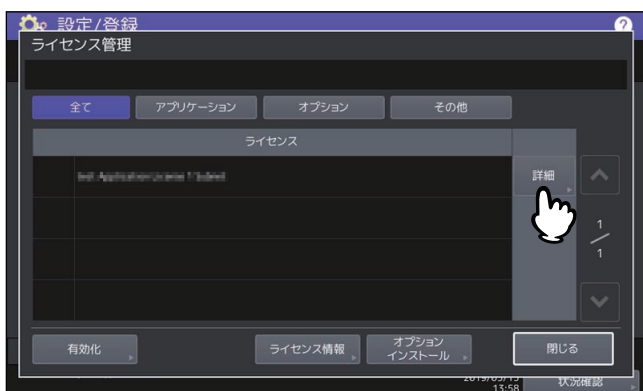 設定/登録
?
ライセンス管理
全て
アプリケーション
オプション
その他
ライセンス
詳細
1
1
有効化
ライセンス情報
オプション
インストール
閉じる
13:58
状況確認